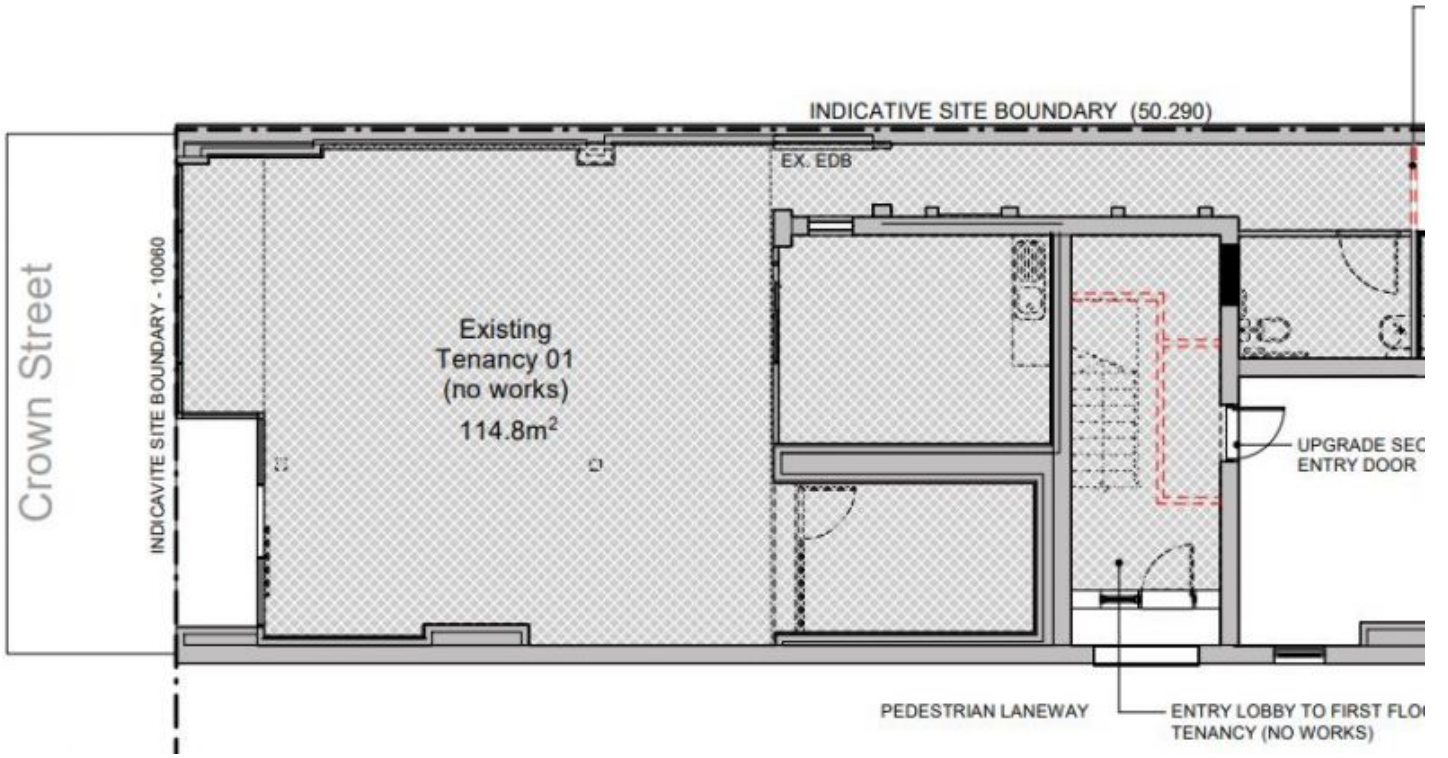 INDICATIVE SITE BOUNDARY (50.290)
EX. EDB
Crown Street
INDICAVITE SITE BOUNDARY - 10060
Existing
Tenancy 01
(no works)
114.8m²
UPGRADE SEC
ENTRY DOOR
PEDESTRIAN LANEWAY
ENTRY LOBBY TO FIRST FLO
TENANCY (NO WORKS)